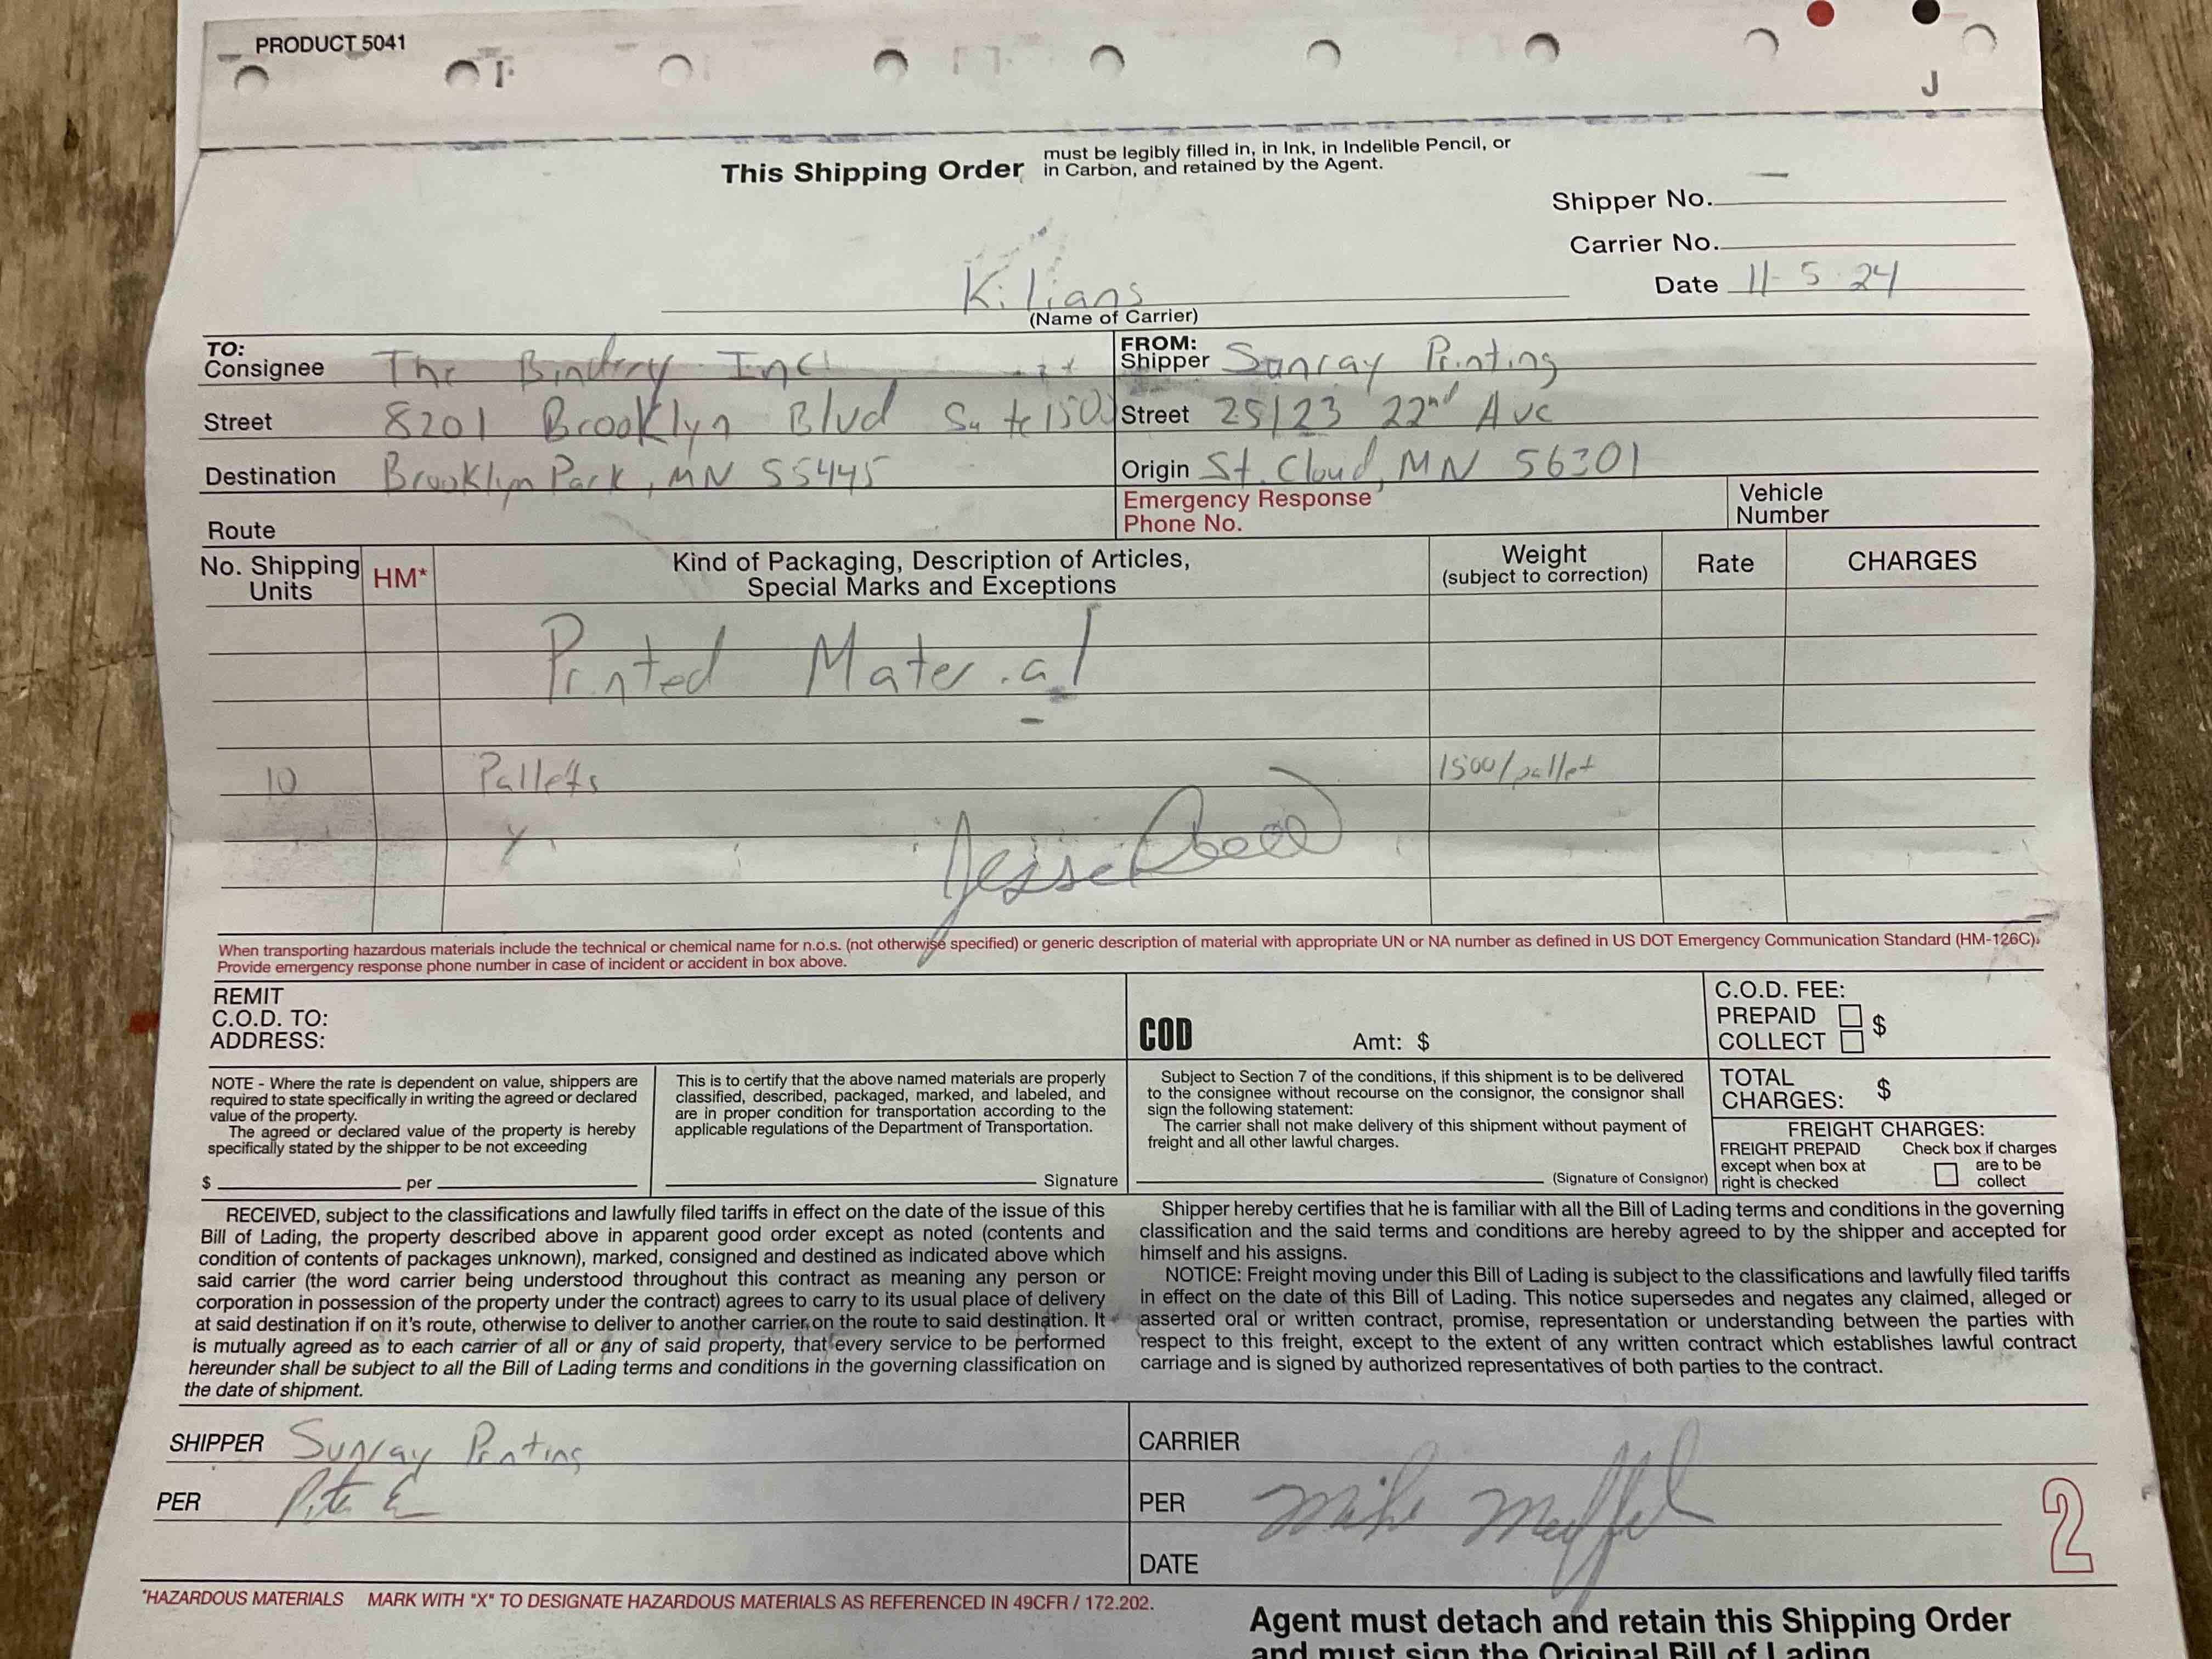 PRODUCT 5041
J
This Shipping Order must be legibly filled in, in Ink, in Indelible Pencil, or in Carbon, and retained by the Agent.
Shipper No.
Carrier No.
Date 11-5-24
Kilians
(Name of Carrier)
TO:
Consignee The Bindery Inc
Street 8201 Brooklyn Blvd Suite 150
Destination Brooklyn Park, MN 55445
Route
FROM:
Shipper Sunray Printing
Street 25/23 22nd Ave
Origin St. Cloud, MN 56301
Emergency Response
Phone No.
Vehicle
Number
No. Shipping
Units
HM*
Kind of Packaging, Description of Articles,
Special Marks and Exceptions
Weight
(subject to correction)
Rate
CHARGES
Printed Material
10 Palletts 1500/pallet
Jesse
When transporting hazardous materials include the technical or chemical name for n.o.s. (not otherwise specified) or generic description of material with appropriate UN or NA number as defined in US DOT Emergency Communication Standard (HM-126C).
Provide emergency response phone number in case of incident or accident in box above.
REMIT
C.O.D. TO:
ADDRESS:
COD Amt: $
C.O.D. FEE:
PREPAID
COLLECT $
NOTE - Where the rate is dependent on value, shippers are
required to state specifically in writing the agreed or declared
value of the property.
The agreed or declared value of the property is hereby
specifically stated by the shipper to be not exceeding
$ per
This is to certify that the above named materials are properly
classified, described, packaged, marked, and labeled, and
are in proper condition for transportation according to the
applicable regulations of the Department of Transportation.
Signature
Subject to Section 7 of the conditions, if this shipment is to be delivered
to the consignee without recourse on the consignor, the consignor shall
sign the following statement:
The carrier shall not make delivery of this shipment without payment of
freight and all other lawful charges.
(Signature of Consignor)
TOTAL
CHARGES: $
FREIGHT CHARGES:
FREIGHT PREPAID
except when box at
right is checked
Check box if charges
are to be
collect
RECEIVED, subject to the classifications and lawfully filed tariffs in effect on the date of the issue of this
Bill of Lading, the property described above in apparent good order except as noted (contents and
condition of contents of packages unknown), marked, consigned and destined as indicated above which
said carrier (the word carrier being understood throughout this contract as meaning any person or
corporation in possession of the property under the contract) agrees to carry to its usual place of delivery
at said destination if on it's route, otherwise to deliver to another carrier on the route to said destination. It
is mutually agreed as to each carrier of all or any of said property, that every service to be performed
hereunder shall be subject to all the Bill of Lading terms and conditions in the governing classification on
the date of shipment.
Shipper hereby certifies that he is familiar with all the Bill of Lading terms and conditions in the governing
classification and the said terms and conditions are hereby agreed to by the shipper and accepted for
himself and his assigns.
NOTICE: Freight moving under this Bill of Lading is subject to the classifications and lawfully filed tariffs
in effect on the date of this Bill of Lading. This notice supersedes and negates any claimed, alleged or
asserted oral or written contract, promise, representation or understanding between the parties with
respect to this freight, except to the extent of any written contract which establishes lawful contract
carriage and is signed by authorized representatives of both parties to the contract.
SHIPPER Sunray Printing
PER
CARRIER
PER Mike
DATE
2
*HAZARDOUS MATERIALS MARK WITH "X" TO DESIGNATE HAZARDOUS MATERIALS AS REFERENCED IN 49CFR / 172.202.
Agent must detach and retain this Shipping Order
and must sign the Original Bill of Lading